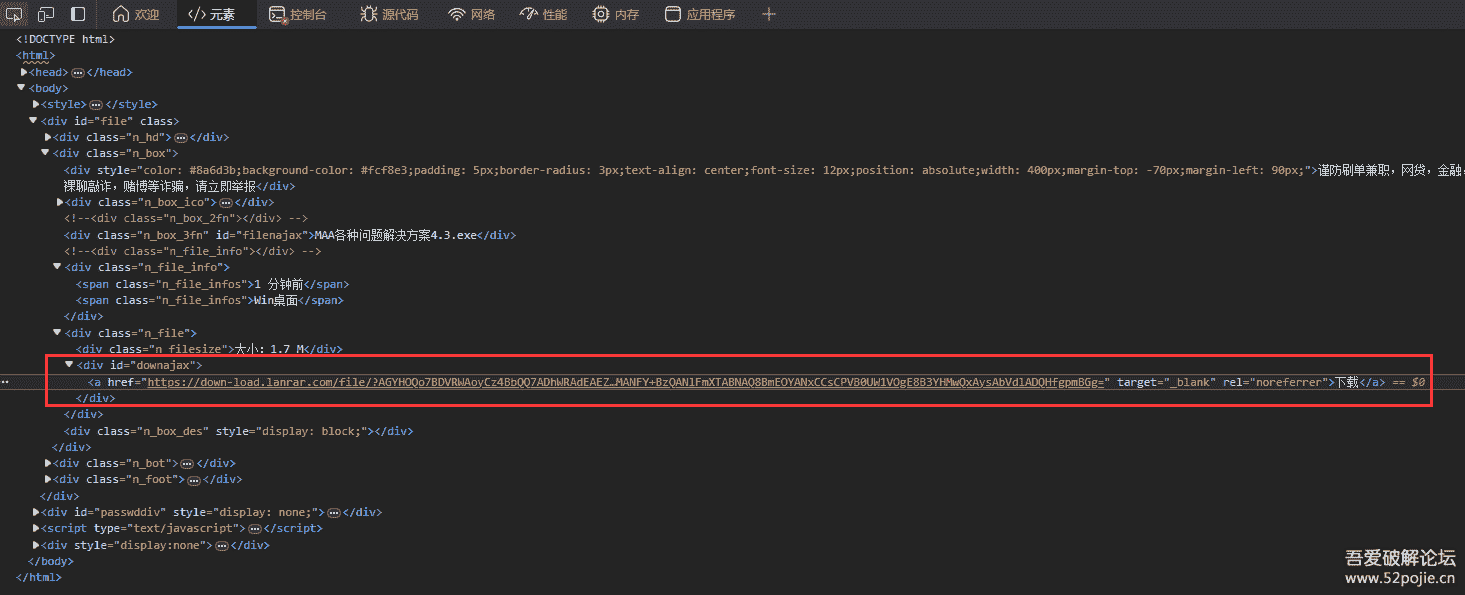 欢迎 </> 元素 控制台 源代码 网络 性能 内存 应用程序
<!DOCTYPE html>
<html>
<head> … </head>
<body>
<style> … </style>
<div id="file" class>
<div class="n_hd"> … </div>
<div class="n_box">
<div style="color: #8a6d3b;background-color: #fcf8e3;padding: 5px;border-radius: 3px;text-align: center;font-size: 12px;position: absolute;width: 400px;margin-top: -70px;margin-left: 90px;">谨防刷单兼职，网贷，金融，
裸聊敲诈，赌博等诈骗，请立即举报</div>
<div class="n_box_ico"> … </div>
<!--<div class="n_box_2fn"></div> -->
<div class="n_box_3fn" id="filenajax">MAA各种问题解决方案4.3.exe</div>
<!--<div class="n_file_info"></div> -->
<div class="n_file_info">
<span class="n_file_infos">1 分钟前</span>
<span class="n_file_infos">Win桌面</span>
</div>
<div class="n_file">
<div class="n_filesize">大小：1.7 M</div>
<div id="downajax">
<a href="https://down-load.lanrar.com/file/?AGYHOQo7BDVRWAoyCz4BbQQ7ADhWRAdEAEZ…MANFY+BzQANlFmXTABNAQ8BmEOYANxCCsCPVB0UW1VOgE8B3YHMwQxAysAbVdlADQHfgpmBGg=" target="_blank" rel="noreferrer">下载</a> == $0
</div>
</div>
<div class="n_box_des" style="display: block;"></div>
</div>
<div class="n_bot"> … </div>
<div class="n_foot"> … </div>
</div>
<div id="passwddiv" style="display: none;"> … </div>
<script type="text/javascript"> … </script>
<div style="display:none"> … </div>
</body>
</html>
吾爱破解论坛
www.52pojie.cn